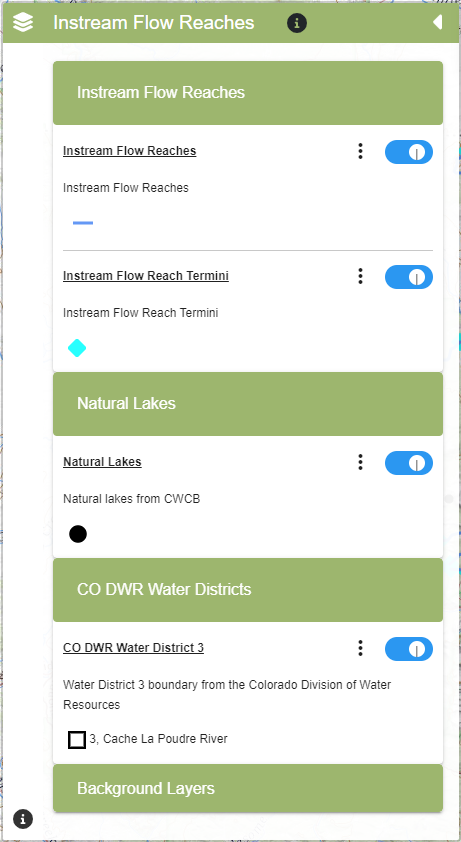 Instream Flow Reaches
Instream Flow Reaches
Instream Flow Reaches
Instream Flow Reaches
Instream Flow Reach Termini
Instream Flow Reach Termini
Natural Lakes
Natural Lakes
Natural lakes from CWCB
CO DWR Water Districts
CO DWR Water District 3
Water District 3 boundary from the Colorado Division of Water
Resources
3, Cache La Poudre River
Background Layers